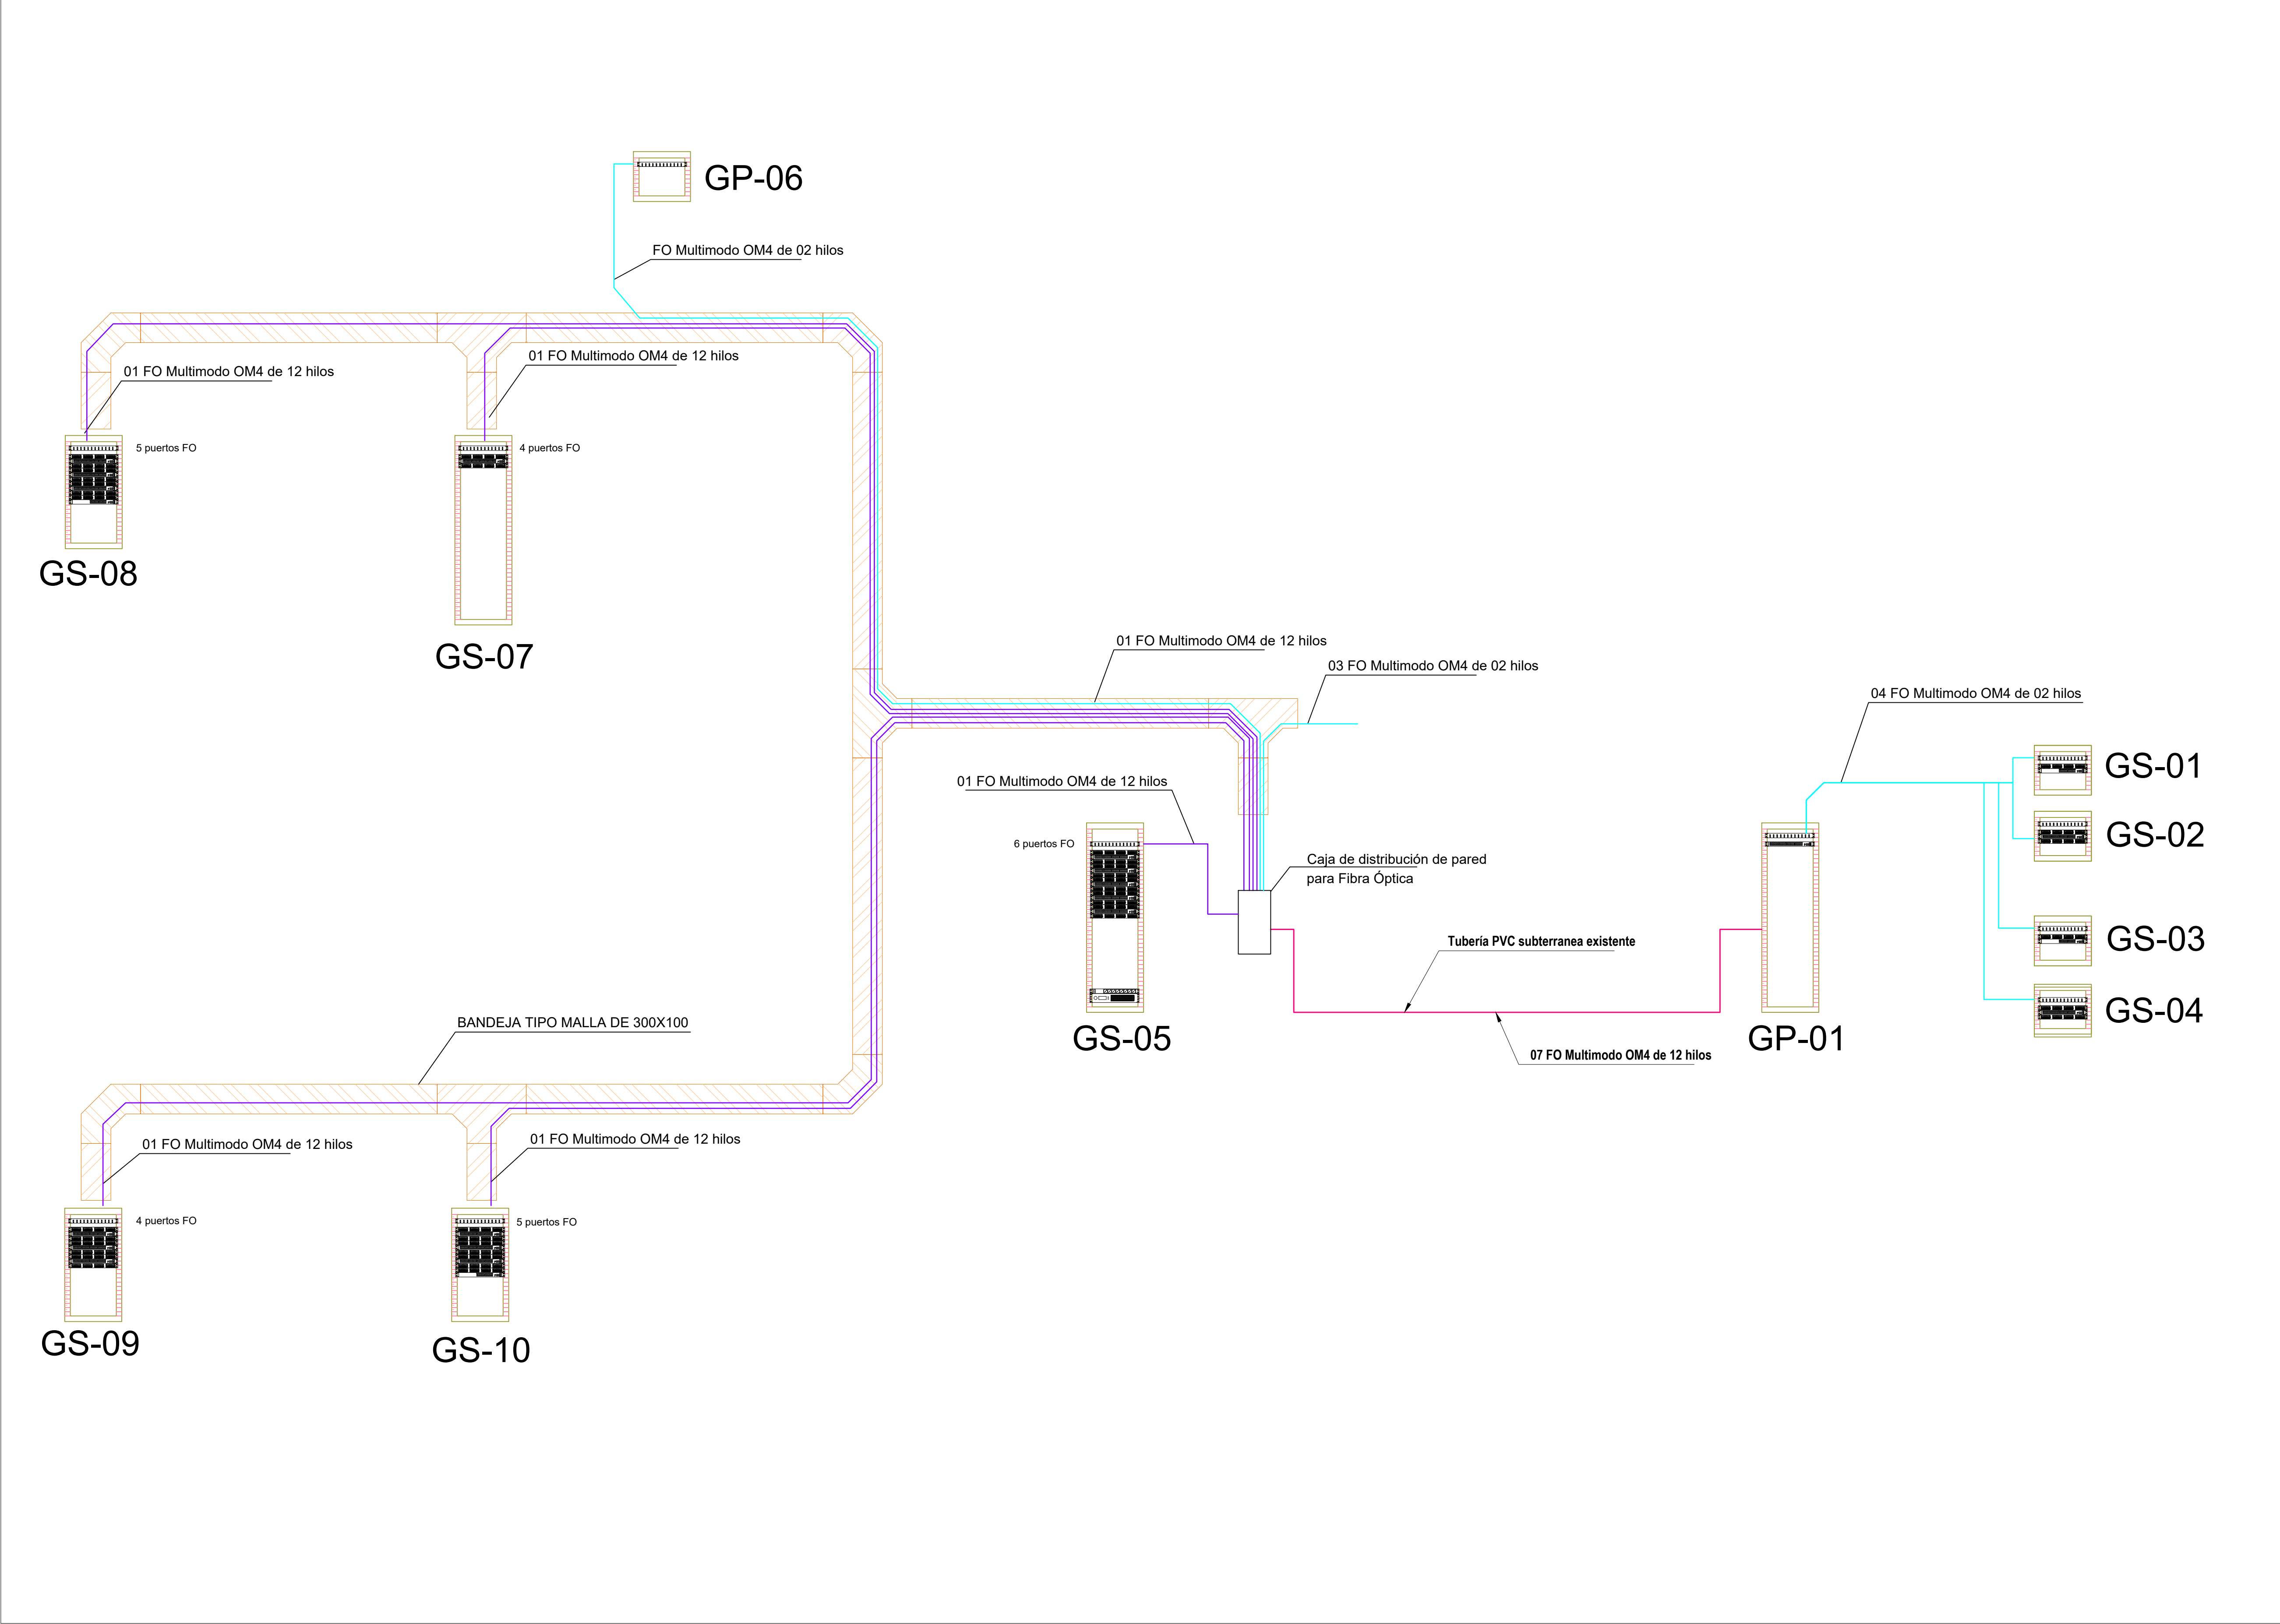 GP-06
FO Multimodo OM4 de 02 hilos
01 FO Multimodo OM4 de 12 hilos
01 FO Multimodo OM4 de 12 hilos
5 puertos FO
4 puertos FO
GS-08
GS-07
01 FO Multimodo OM4 de 12 hilos
03 FO Multimodo OM4 de 02 hilos
04 FO Multimodo OM4 de 02 hilos
GS-01
01 FO Multimodo OM4 de 12 hilos
GS-02
6 puertos FO
Caja de distribución de pared
para Fibra Óptica
Tubería PVC subterranea existente
GS-03
GS-04
BANDEJA TIPO MALLA DE 300X100
GS-05
GP-01
07 FO Multimodo OM4 de 12 hilos
01 FO Multimodo OM4 de 12 hilos
01 FO Multimodo OM4 de 12 hilos
4 puertos FO
5 puertos FO
GS-09
GS-10